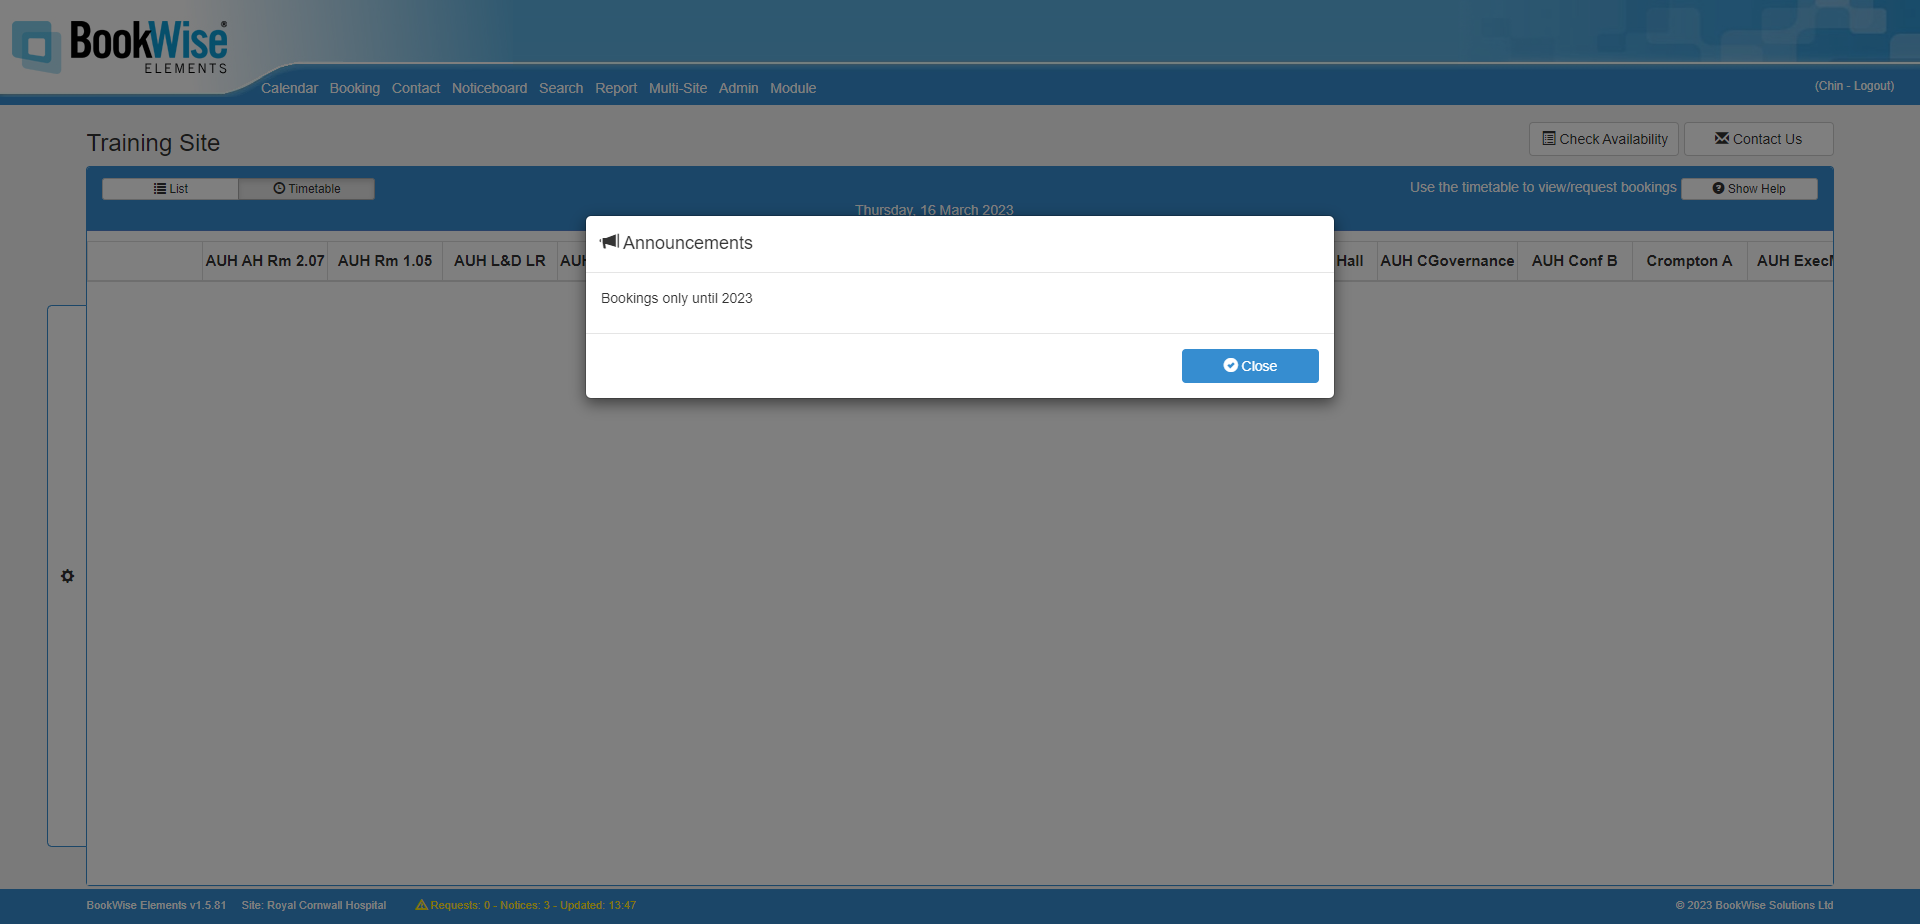 BookWise®
ELEMENTS
Calendar Booking Contact Noticeboard Search Report Multi-Site Admin Module
(Chin - Logout)
Training Site
Check Availability
Contact Us
List
Timetable
Use the timetable to view/request bookings
Show Help
Thursday, 16 March 2023
AUH AH Rm 2.07 AUH Rm 1.05 AUH L&D LR AUH Hall AUH CGovernance AUH Conf B Crompton A AUH Exec
Announcements
Bookings only until 2023
Close
BookWise Elements v1.5.81 Site: Royal Cornwall Hospital Requests: 0 - Notices: 3 - Updated: 13:47
© 2023 BookWise Solutions Ltd